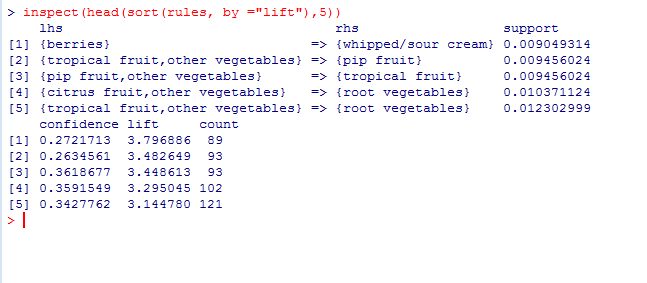 > inspect(head(sort(rules, by ="lift"),5))
    lhs                                      rhs                  support
[1] {berries}                             => {whipped/sour cream} 0.009049314
[2] {tropical fruit,other vegetables} => {pip fruit}          0.009456024
[3] {pip fruit,other vegetables}      => {tropical fruit}     0.009456024
[4] {citrus fruit,other vegetables}   => {root vegetables}    0.010371124
[5] {tropical fruit,other vegetables} => {root vegetables}    0.012302999
    confidence lift     count
[1] 0.2721713  3.796886  89
[2] 0.2634561  3.482649  93
[3] 0.3618677  3.448613  93
[4] 0.3591549  3.295045 102
[5] 0.3427762  3.144780 121
>